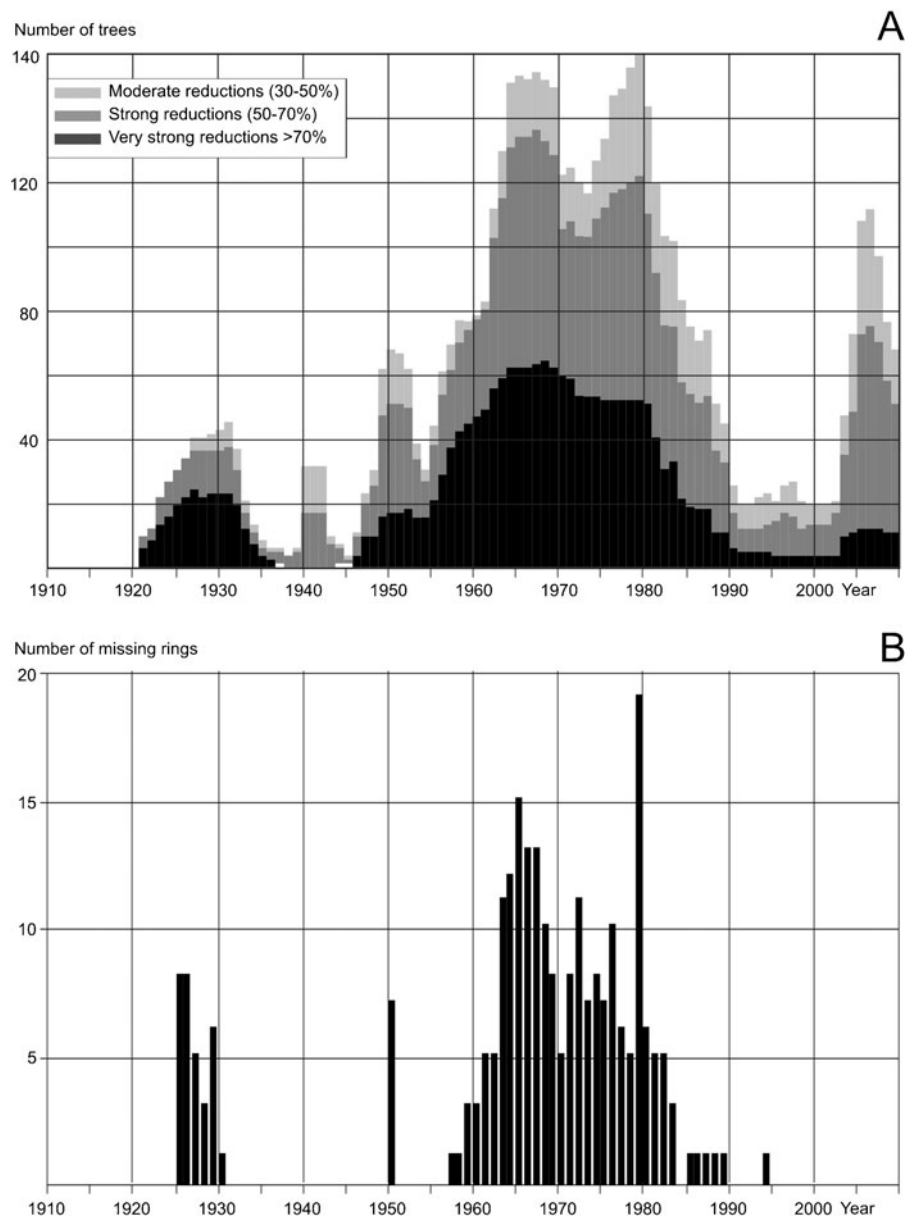 Number of trees
A
140
Moderate reductions (30-50%)
Strong reductions (50-70%)
Very strong reductions >70%
120
80
40
1910 1920 1930 1940 1950 1960 1970 1980 1990 2000 Year
Number of missing rings
B
20
15
10
5
1910 1920 1930 1940 1950 1960 1970 1980 1990 2000 Year